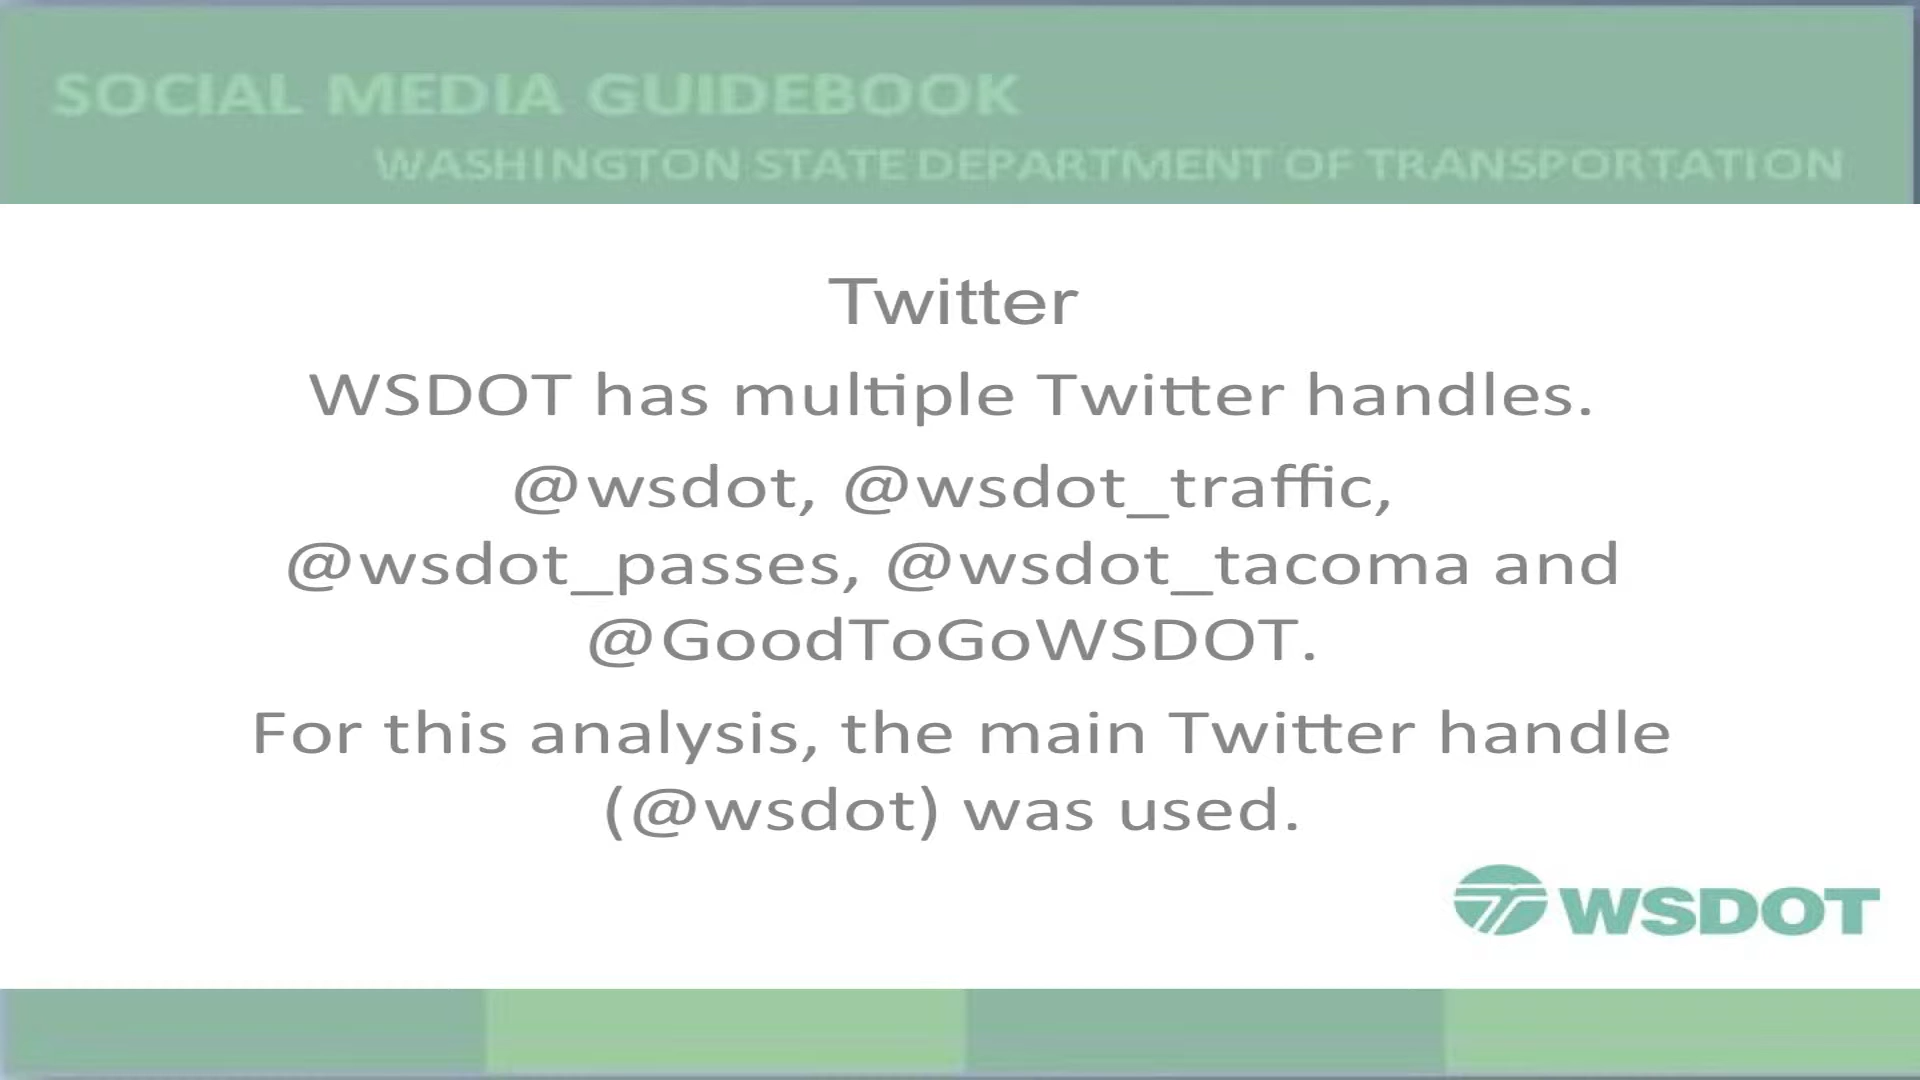 SOCIAL MEDIA GUIDEBOOK
WASHINGTON STATE DEPARTMENT OF TRANSPORTATION
Twitter
WSDOT has multiple Twitter handles.
@wsdot, @wsdot_traffic,
@wsdot_passes, @wsdot_tacoma and
@GoodToGoWSDOT.
For this analysis, the main Twitter handle
(@wsdot) was used.
WSDOT